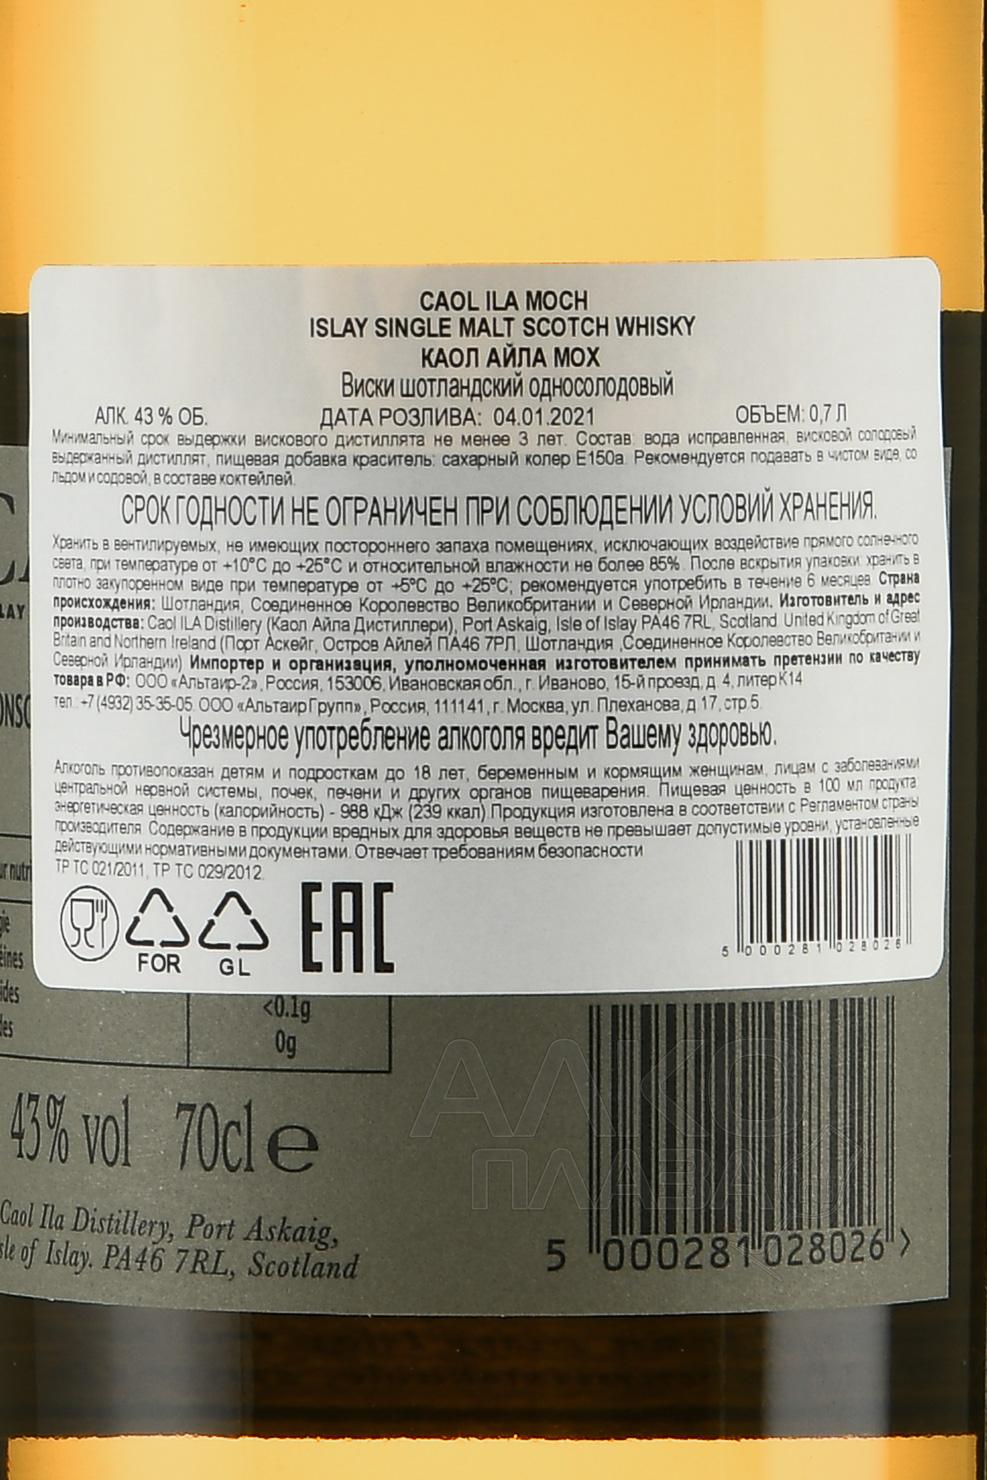 CAOL ILA MOCH
ISLAY SINGLE MALT SCOTCH WHISKY
КАОЛ АЙЛА МОХ
Виски шотландский односолодовый
АЛК. 43 % ОБ. ДАТА РОЗЛИВА: 04.01.2021 ОБЪЕМ: 0,7 Л
Минимальный срок выдержки вискового дистиллята не менее 3 лет. Состав: вода исправленная, висковой солодовый
выдержанный дистиллят, пищевая добавка краситель: сахарный колер Е150а. Рекомендуется подавать в чистом виде, со
льдом и содовой, в составе коктейлей.
СРОК ГОДНОСТИ НЕ ОГРАНИЧЕН ПРИ СОБЛЮДЕНИИ УСЛОВИЙ ХРАНЕНИЯ.
Хранить в вентилируемых, не имеющих постороннего запаха помещениях, исключающих воздействие прямого солнечного
света, при температуре от +10°С до +25°С и относительной влажности не более 85%. После вскрытия упаковки: хранить в
плотно закупоренном виде при температуре от +5°С до +25°С; рекомендуется употребить в течение 6 месяцев. Страна
происхождения: Шотландия, Соединенное Королевство Великобритании и Северной Ирландии. Изготовитель и адрес
производства: Caol ILA Distillery (Каол Айла Дистиллери), Port Askaig, Isle of Islay PA46 7RL, Scotland. United Kingdom of Great
Britain and Northern Ireland (Порт Аскейг, Остров Айлей ПА46 7РЛ, Шотландия ,Соединенное Королевство Великобритании и
Северной Ирландии) Импортер и организация, уполномоченная изготовителем принимать претензии по качеству
товара в РФ: ООО «Альтаир-2», Россия, 153006, Ивановская обл., г. Иваново, 15-й проезд, д. 4, литер К14
тел.: +7 (4932) 35-35-05. ООО «Альтаир Групп», Россия, 111141, г. Москва, ул. Плеханова, д.17, стр.5.
Чрезмерное употребление алкоголя вредит Вашему здоровью.
Алкоголь противопоказан детям и подросткам до 18 лет, беременным и кормящим женщинам, лицам с заболеваниями
центральной нервной системы, почек, печени и других органов пищеварения. Пищевая ценность в 100 мл продукта:
энергетическая ценность (калорийность) - 988 кДж (239 ккал).Продукция изготовлена в соответствии с Регламентом страны
производителя. Содержание в продукции вредных для здоровья веществ не превышает допустимые уровни, установленные
действующими нормативными документами. Отвечает требованиям безопасности
ТР ТС 021/2011, ТР ТС 029/2012.
FOR GL EAC
5 000281 028026
<0.1g
0g
43% vol 70cl e
Caol Ila Distillery, Port Askaig,
Isle of Islay. PA46 7RL, Scotland
5 000281 028026 >
АЛКО
ПЛАЗА